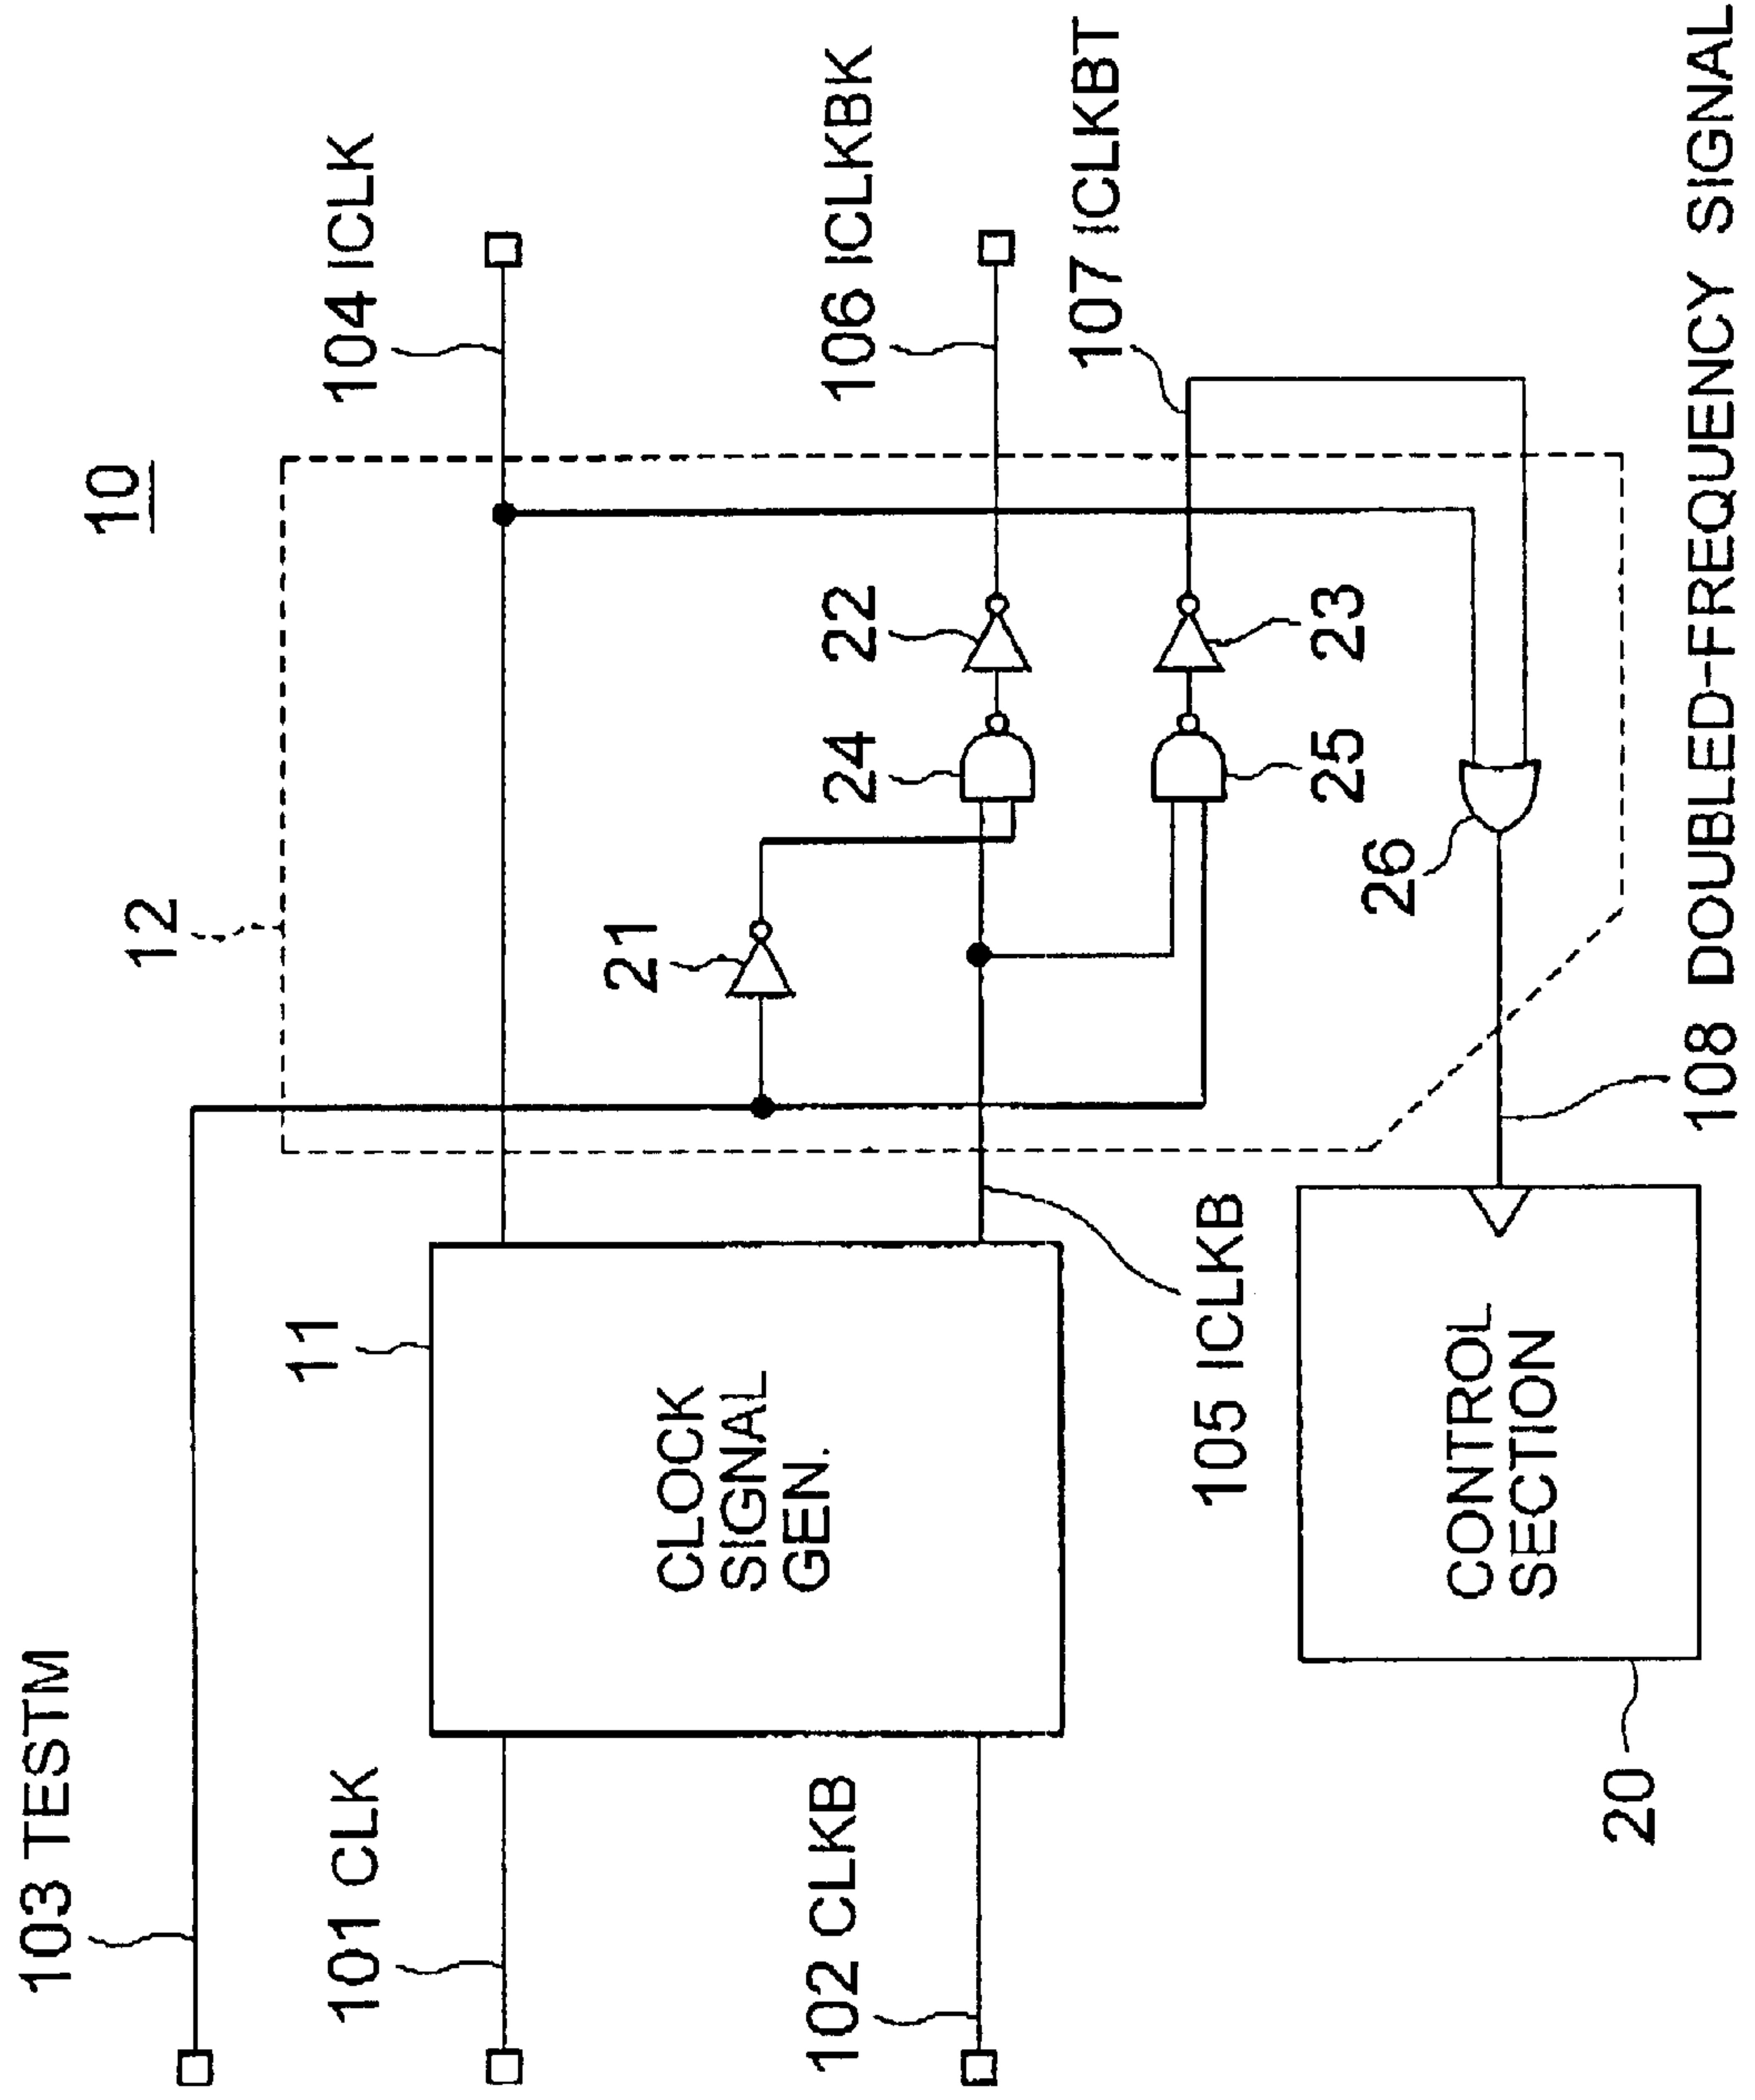 10
12
103 TESTM
101 CLK
11
104 ICLK
21
CLOCK
SIGNAL
GEN.
24
22
106 ICLKBK
102 CLKB
105 ICLKB
25
23
107 ICLKBT
26
CONTROL
SECTION
20
108 DOUBLED-FREQUENCY SIGNAL